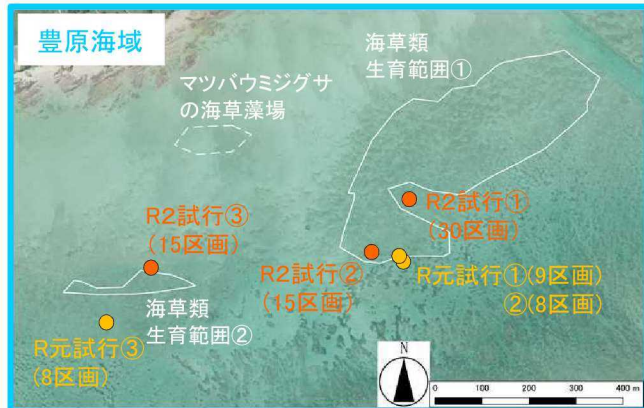 豊原海域
海草類
生育範囲①
マツバウミジグサ
の海草藻場
R2試行①
(30区画)
R2試行③
(15区画)
R2試行②
(15区画)
R元試行①(9区画)
②(8区画)
海草類
生育範囲②
R元試行③
(8区画)
N
0 100 200 300 400 m